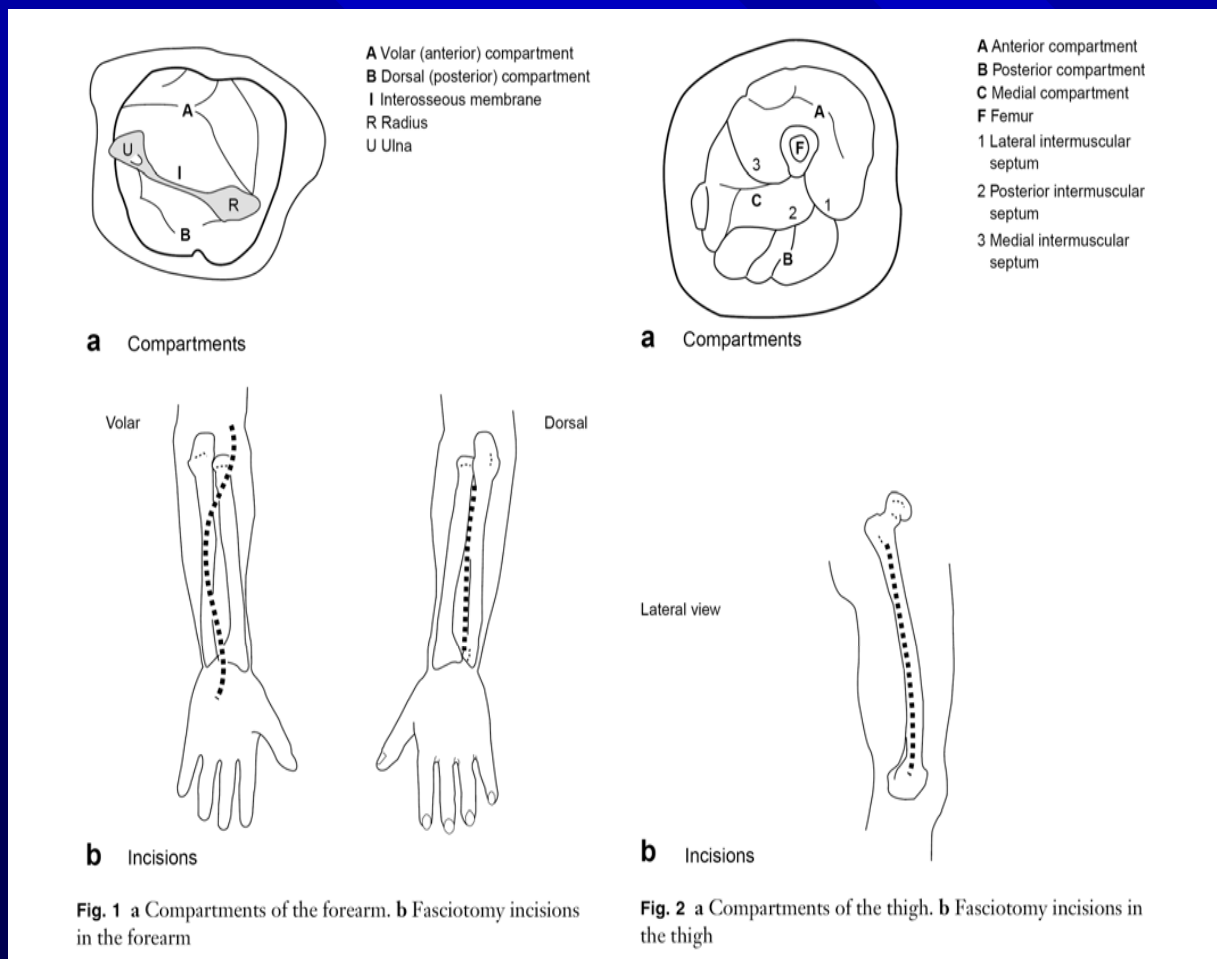 A Volar (anterior) compartment
B Dorsal (posterior) compartment
I Interosseous membrane
R Radius
U Ulna
A
U
I
R
B
a Compartments
Volar
Dorsal
b Incisions
Fig. 1 a Compartments of the forearm. b Fasciotomy incisions
in the forearm
A Anterior compartment
B Posterior compartment
C Medial compartment
F Femur
1 Lateral intermuscular
septum
2 Posterior intermuscular
septum
3 Medial intermuscular
septum
A
F
3
C
2
1
B
a Compartments
Lateral view
b Incisions
Fig. 2 a Compartments of the thigh. b Fasciotomy incisions in
the thigh